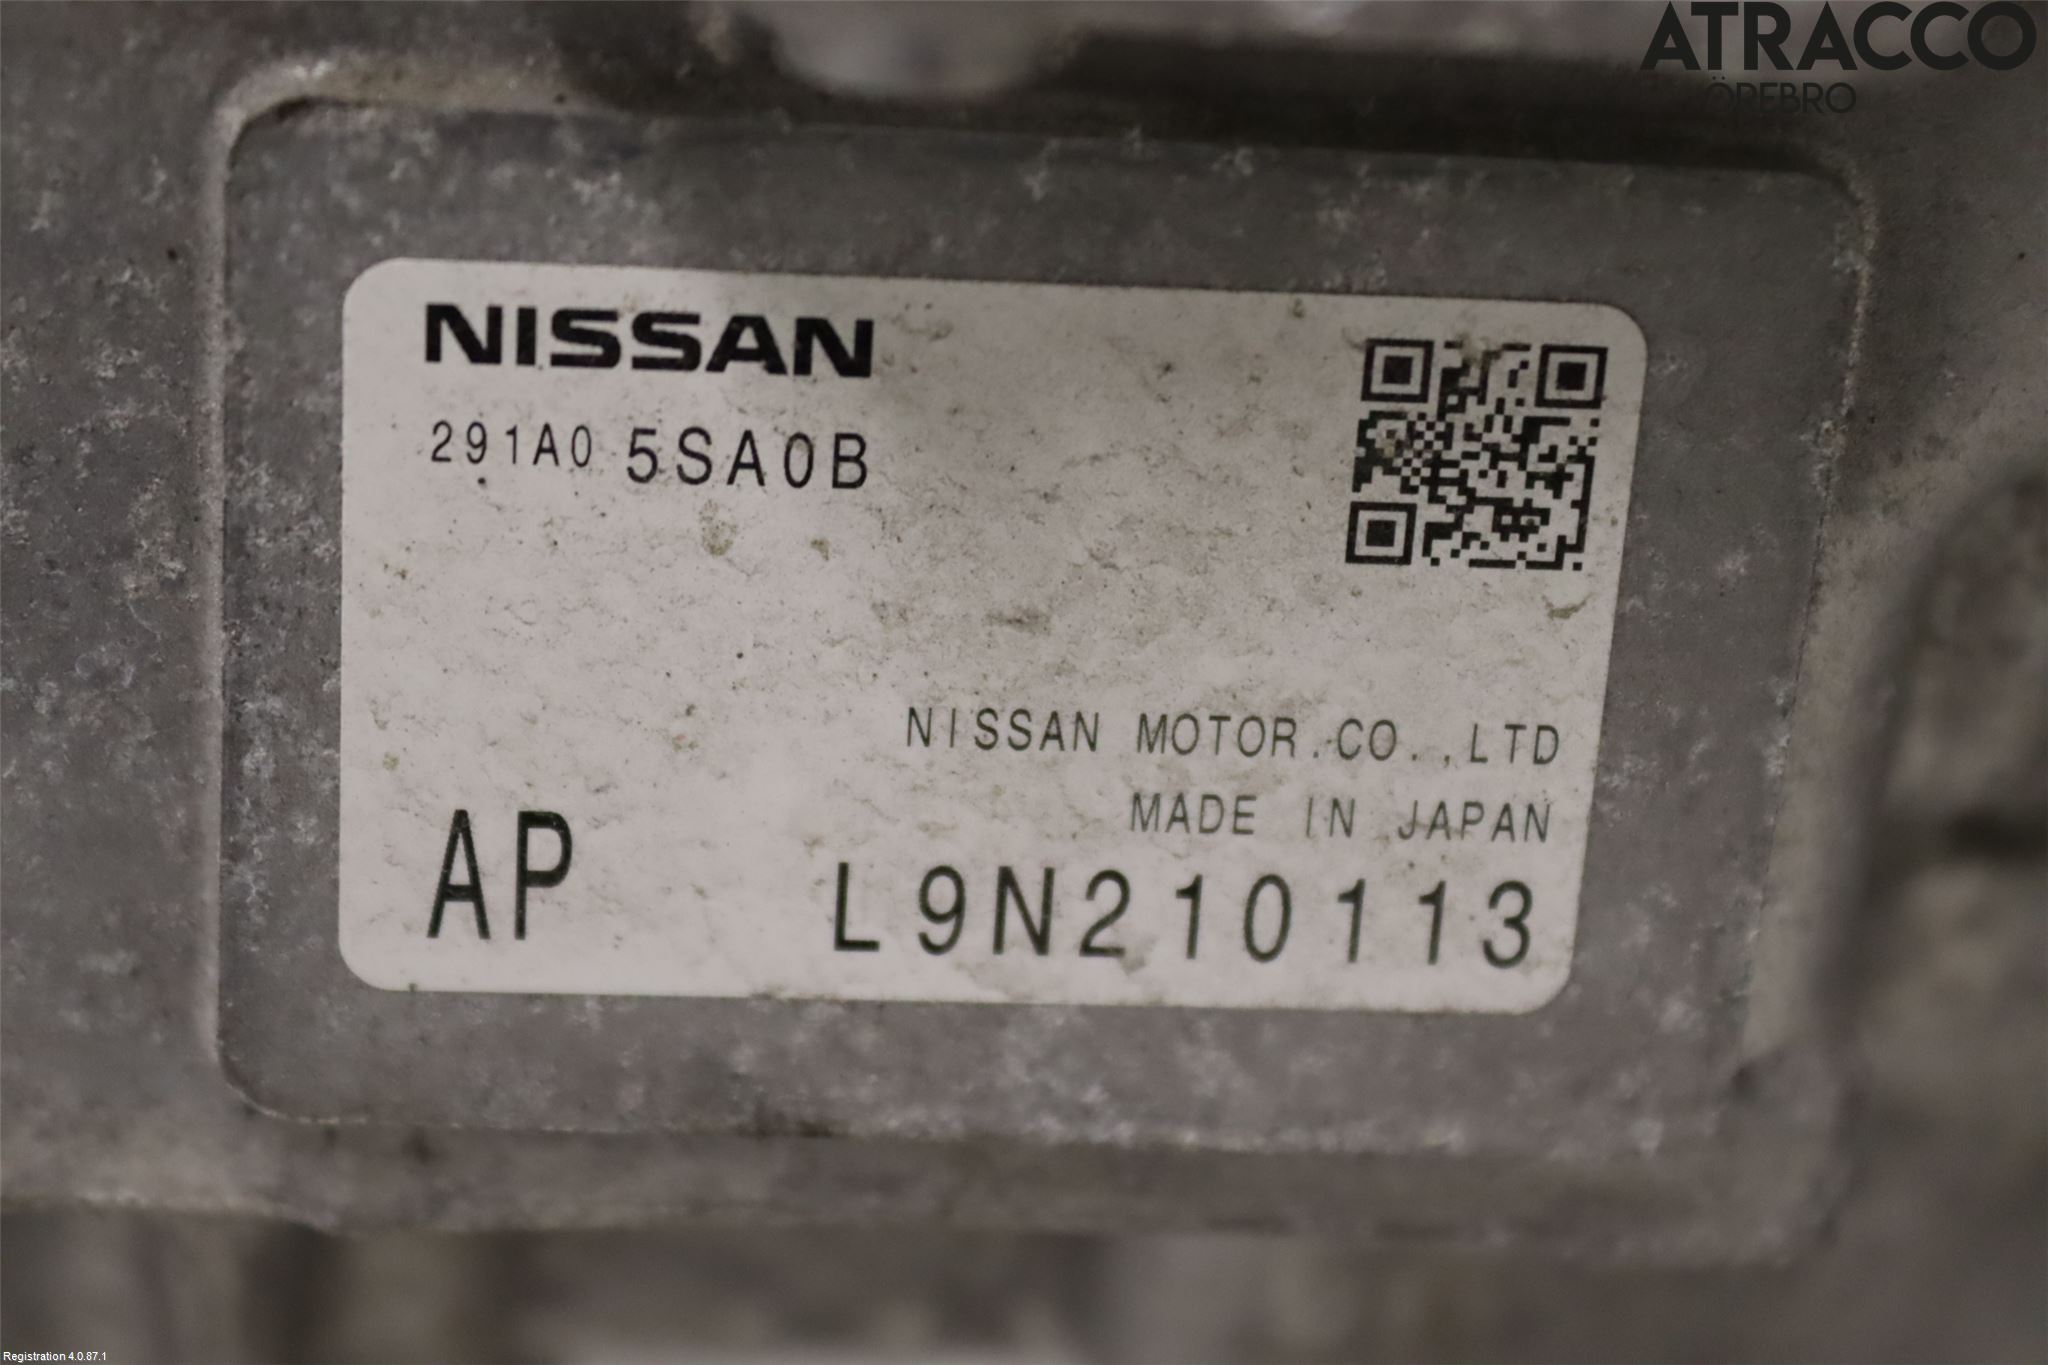 ATRACCO
ÖREBRO
NISSAN
291A0 5SA0B
NISSAN MOTOR.CO.,LTD
MADE IN JAPAN
AP L9N210113
Registration 4.0.87.1